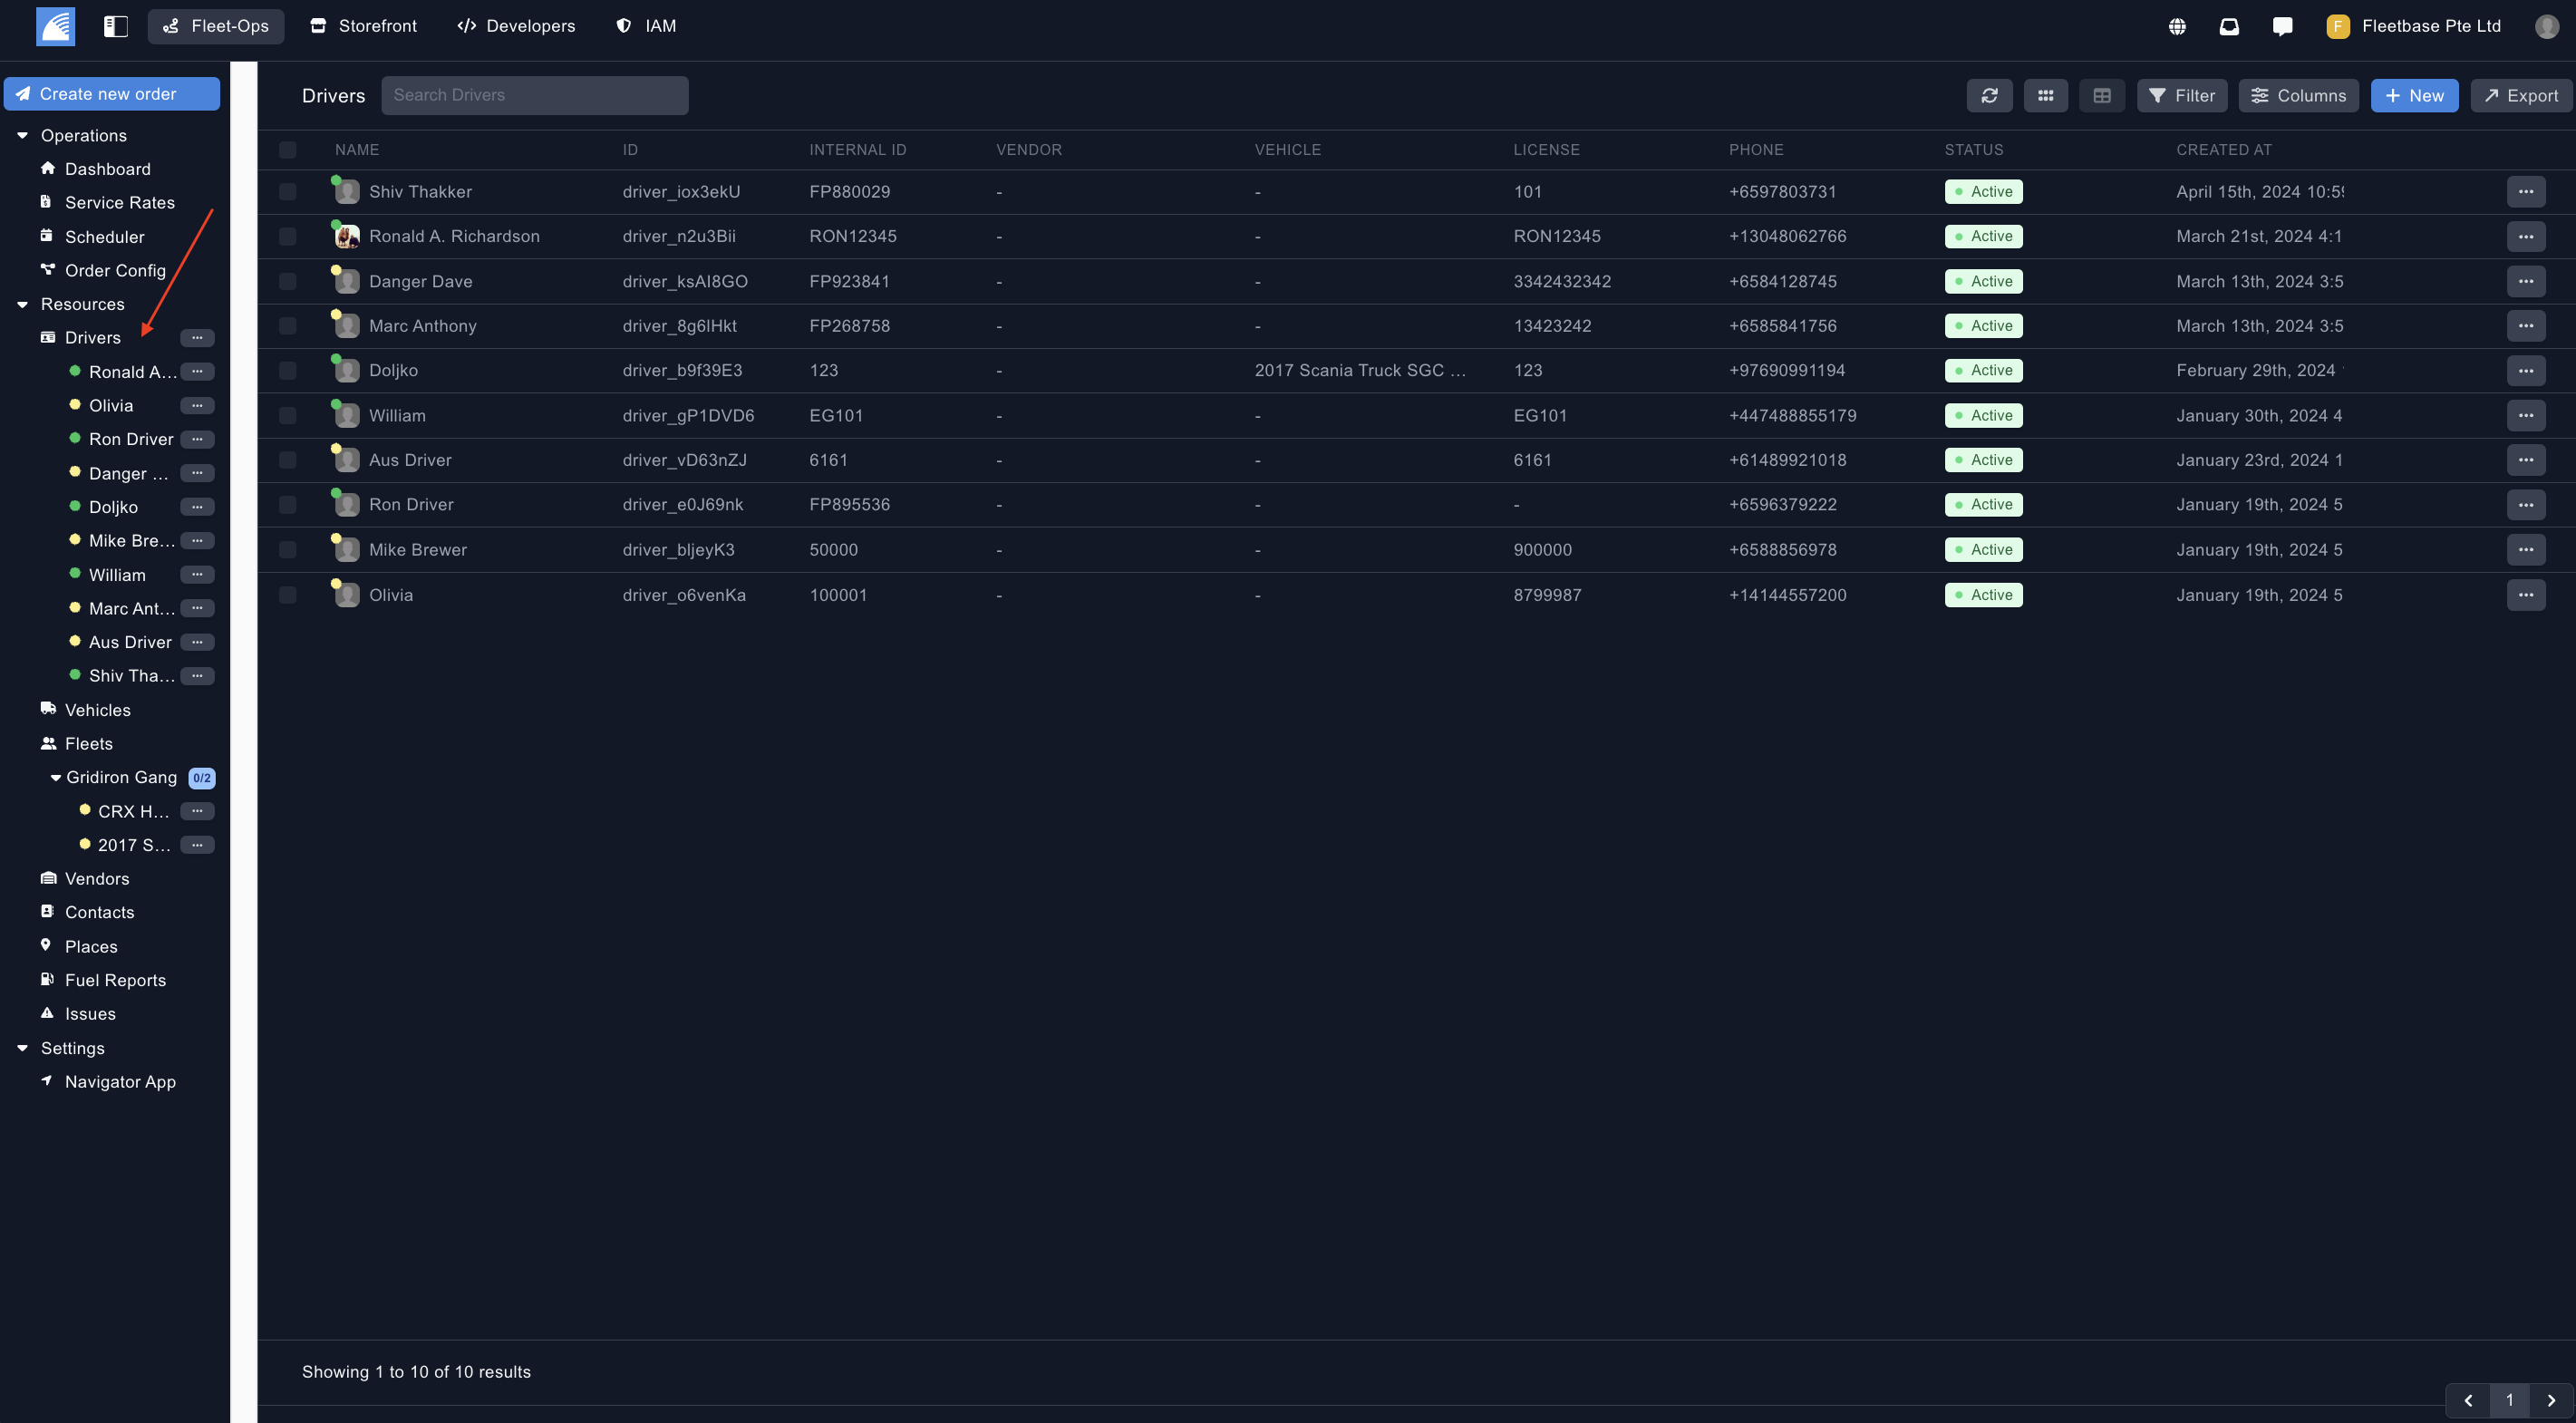 Fleet-Ops Storefront Developers IAM F Fleetbase Pte Ltd
Create new order
Operations
Dashboard
Service Rates
Scheduler
Order Config
Resources
Drivers
Ronald A...
Olivia
Ron Driver
Danger ...
Doljko
Mike Bre...
William
Marc Ant...
Aus Driver
Shiv Tha...
Vehicles
Fleets
Gridiron Gang 0/2
CRX H...
2017 S...
Vendors
Contacts
Places
Fuel Reports
Issues
Settings
Navigator App
Drivers Search Drivers Filter Columns New Export
NAME ID INTERNAL ID VENDOR VEHICLE LICENSE PHONE STATUS CREATED AT
Shiv Thakker driver_iox3ekU FP880029 - - 101 +6597803731 Active April 15th, 2024 10:5
Ronald A. Richardson driver_n2u3Bii RON12345 - - RON12345 +13048062766 Active March 21st, 2024 4:1
Danger Dave driver_ksAI8GO FP923841 - - 3342432342 +6584128745 Active March 13th, 2024 3:5
Marc Anthony driver_8g6lHkt FP268758 - - 13423242 +6585841756 Active March 13th, 2024 3:5
Doljko driver_b9f39E3 123 - 2017 Scania Truck SGC ... 123 +97690991194 Active February 29th, 2024
William driver_gP1DVD6 EG101 - - EG101 +447488855179 Active January 30th, 2024 4
Aus Driver driver_vD63nZJ 6161 - - 6161 +61489921018 Active January 23rd, 2024 1
Ron Driver driver_e0J69nk FP895536 - - - +6596379222 Active January 19th, 2024 5
Mike Brewer driver_bljeyK3 50000 - - 900000 +6588856978 Active January 19th, 2024 5
Olivia driver_o6venKa 100001 - - 8799987 +14144557200 Active January 19th, 2024 5
Showing 1 to 10 of 10 results
1